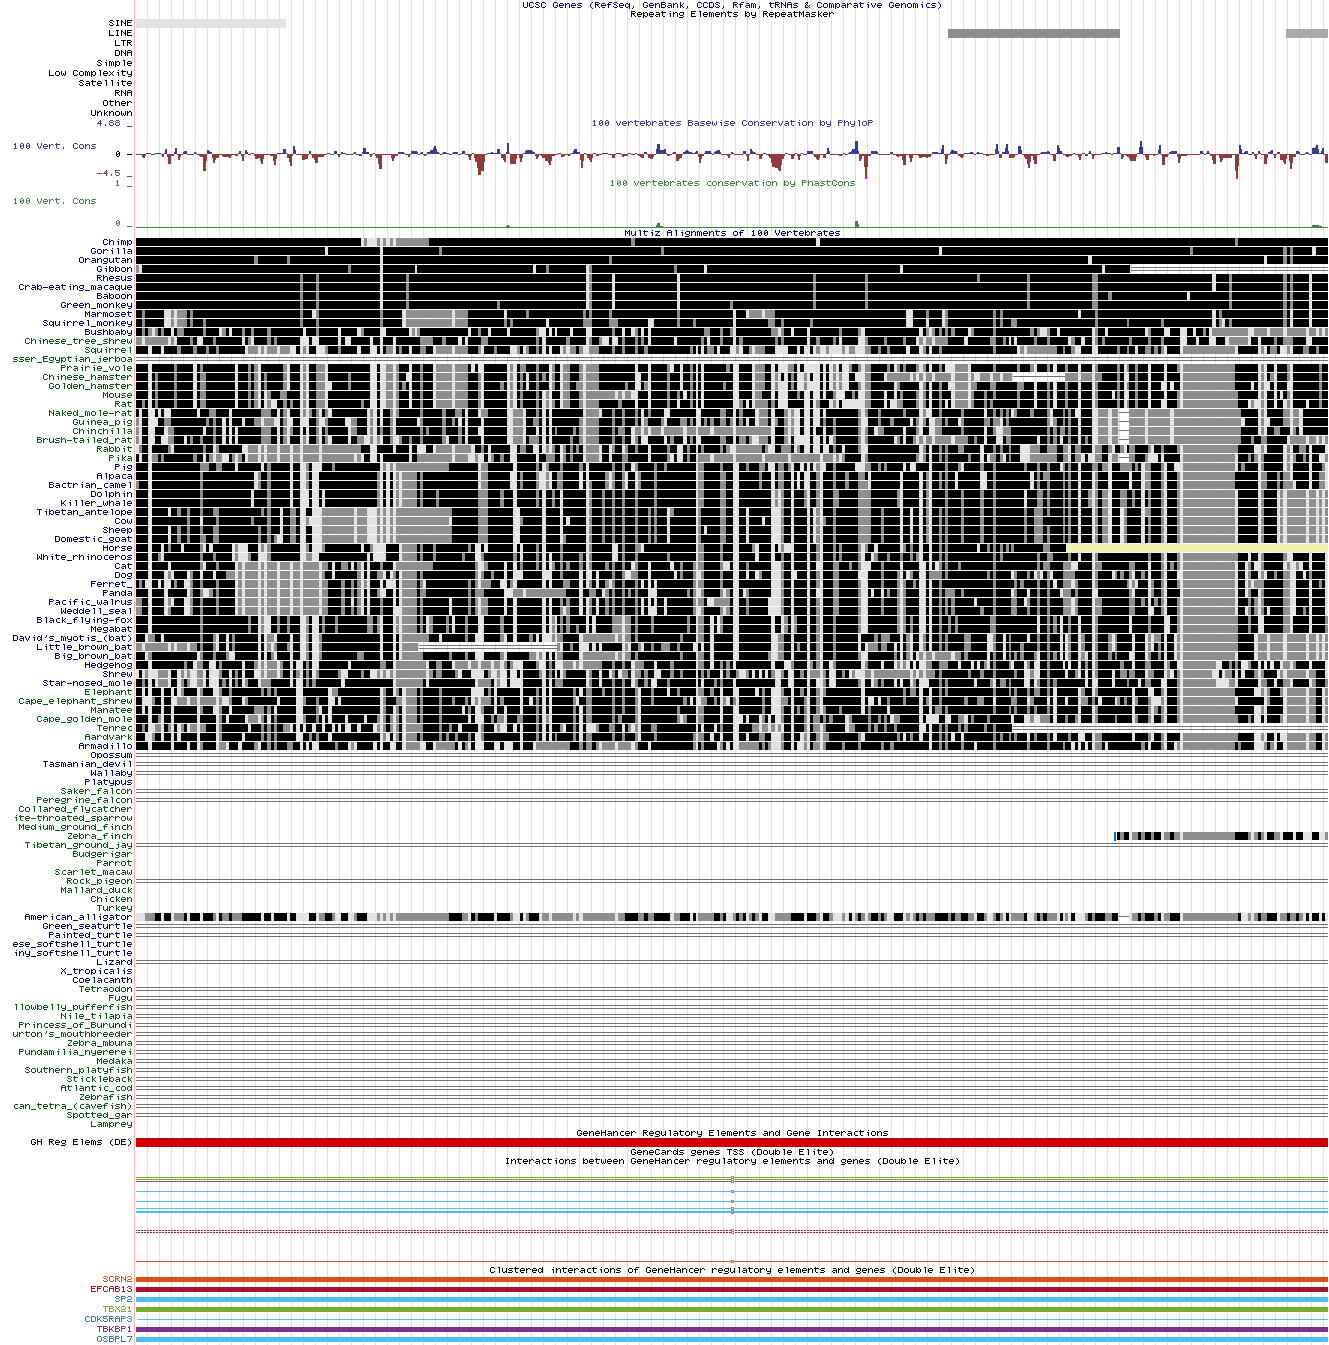 UCSC Genes (RefSeq, GenBank, CCDS, Rfam, tRNAs & Comparative Genomics)
Repeating Elements by RepeatMasker
SINE
LINE
LTR
DNA
Simple
Low Complexity
Satellite
RNA
Other
Unknown
4.88 _
100 vertebrates Basewise Conservation by PhyloP
100 Vert. Cons
0 _
-4.5 _
1 _
100 vertebrates conservation by PhastCons
100 Vert. Cons
0 _
Multiz Alignments of 100 Vertebrates
Chimp
Gorilla
Orangutan
Gibbon
Rhesus
Crab-eating_macaque
Baboon
Green_monkey
Marmoset
Squirrel_monkey
Bushbaby
Chinese_tree_shrew
Squirrel
sser_Egyptian_jerboa
Prairie_vole
Chinese_hamster
Golden_hamster
Mouse
Rat
Naked_mole-rat
Guinea_pig
Chinchilla
Brush-tailed_rat
Rabbit
Pika
Pig
Alpaca
Bactrian_camel
Dolphin
Killer_whale
Tibetan_antelope
Cow
Sheep
Domestic_goat
Horse
White_rhinoceros
Cat
Dog
Ferret_
Panda
Pacific_walrus
Weddell_seal
Black_flying-fox
Megabat
David's_myotis_(bat)
Little_brown_bat
Big_brown_bat
Hedgehog
Shrew
Star-nosed_mole
Elephant
Cape_elephant_shrew
Manatee
Cape_golden_mole
Tenrec
Aardvark
Armadillo
Opossum
Tasmanian_devil
Wallaby
Platypus
Saker_falcon
Peregrine_falcon
Collared_flycatcher
ite-throated_sparrow
Medium_ground_finch
Zebra_finch
Tibetan_ground_jay
Budgerigar
Parrot
Scarlet_macaw
Rock_pigeon
Mallard_duck
Chicken
Turkey
American_alligator
Green_seaturtle
Painted_turtle
ese_softshell_turtle
iny_softshell_turtle
Lizard
X_tropicalis
Coelacanth
Tetraodon
Fugu
llowbelly_pufferfish
Nile_tilapia
Princess_of_Burundi
urton's_mouthbreeder
Zebra_mbuna
Pundamilia_nyererei
Medaka
Southern_platyfish
Stickleback
Atlantic_cod
Zebrafish
can_tetra_(cavefish)
Spotted_gar
Lamprey
GeneHancer Regulatory Elements and Gene Interactions
GH Reg Elems (DE)
GeneCards genes TSS (Double Elite)
Interactions between GeneHancer regulatory elements and genes (Double Elite)
Clustered interactions of GeneHancer regulatory elements and genes (Double Elite)
SCRN2
EFCAB13
SP2
TBX21
CDK5RAP3
TBKBP1
OSBPL7